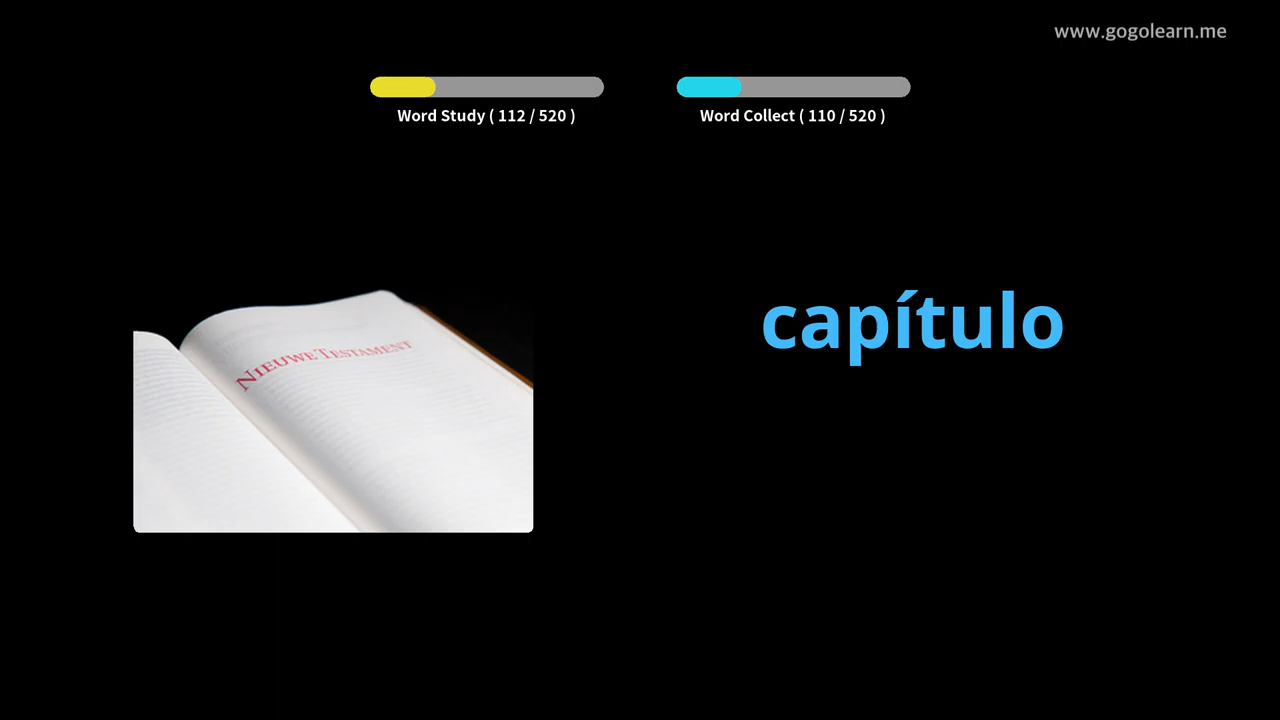 www.gogolearn.me
Word Study ( 112 / 520 )
Word Collect ( 110 / 520 )
capítulo
NIEUWE TESTAMENT